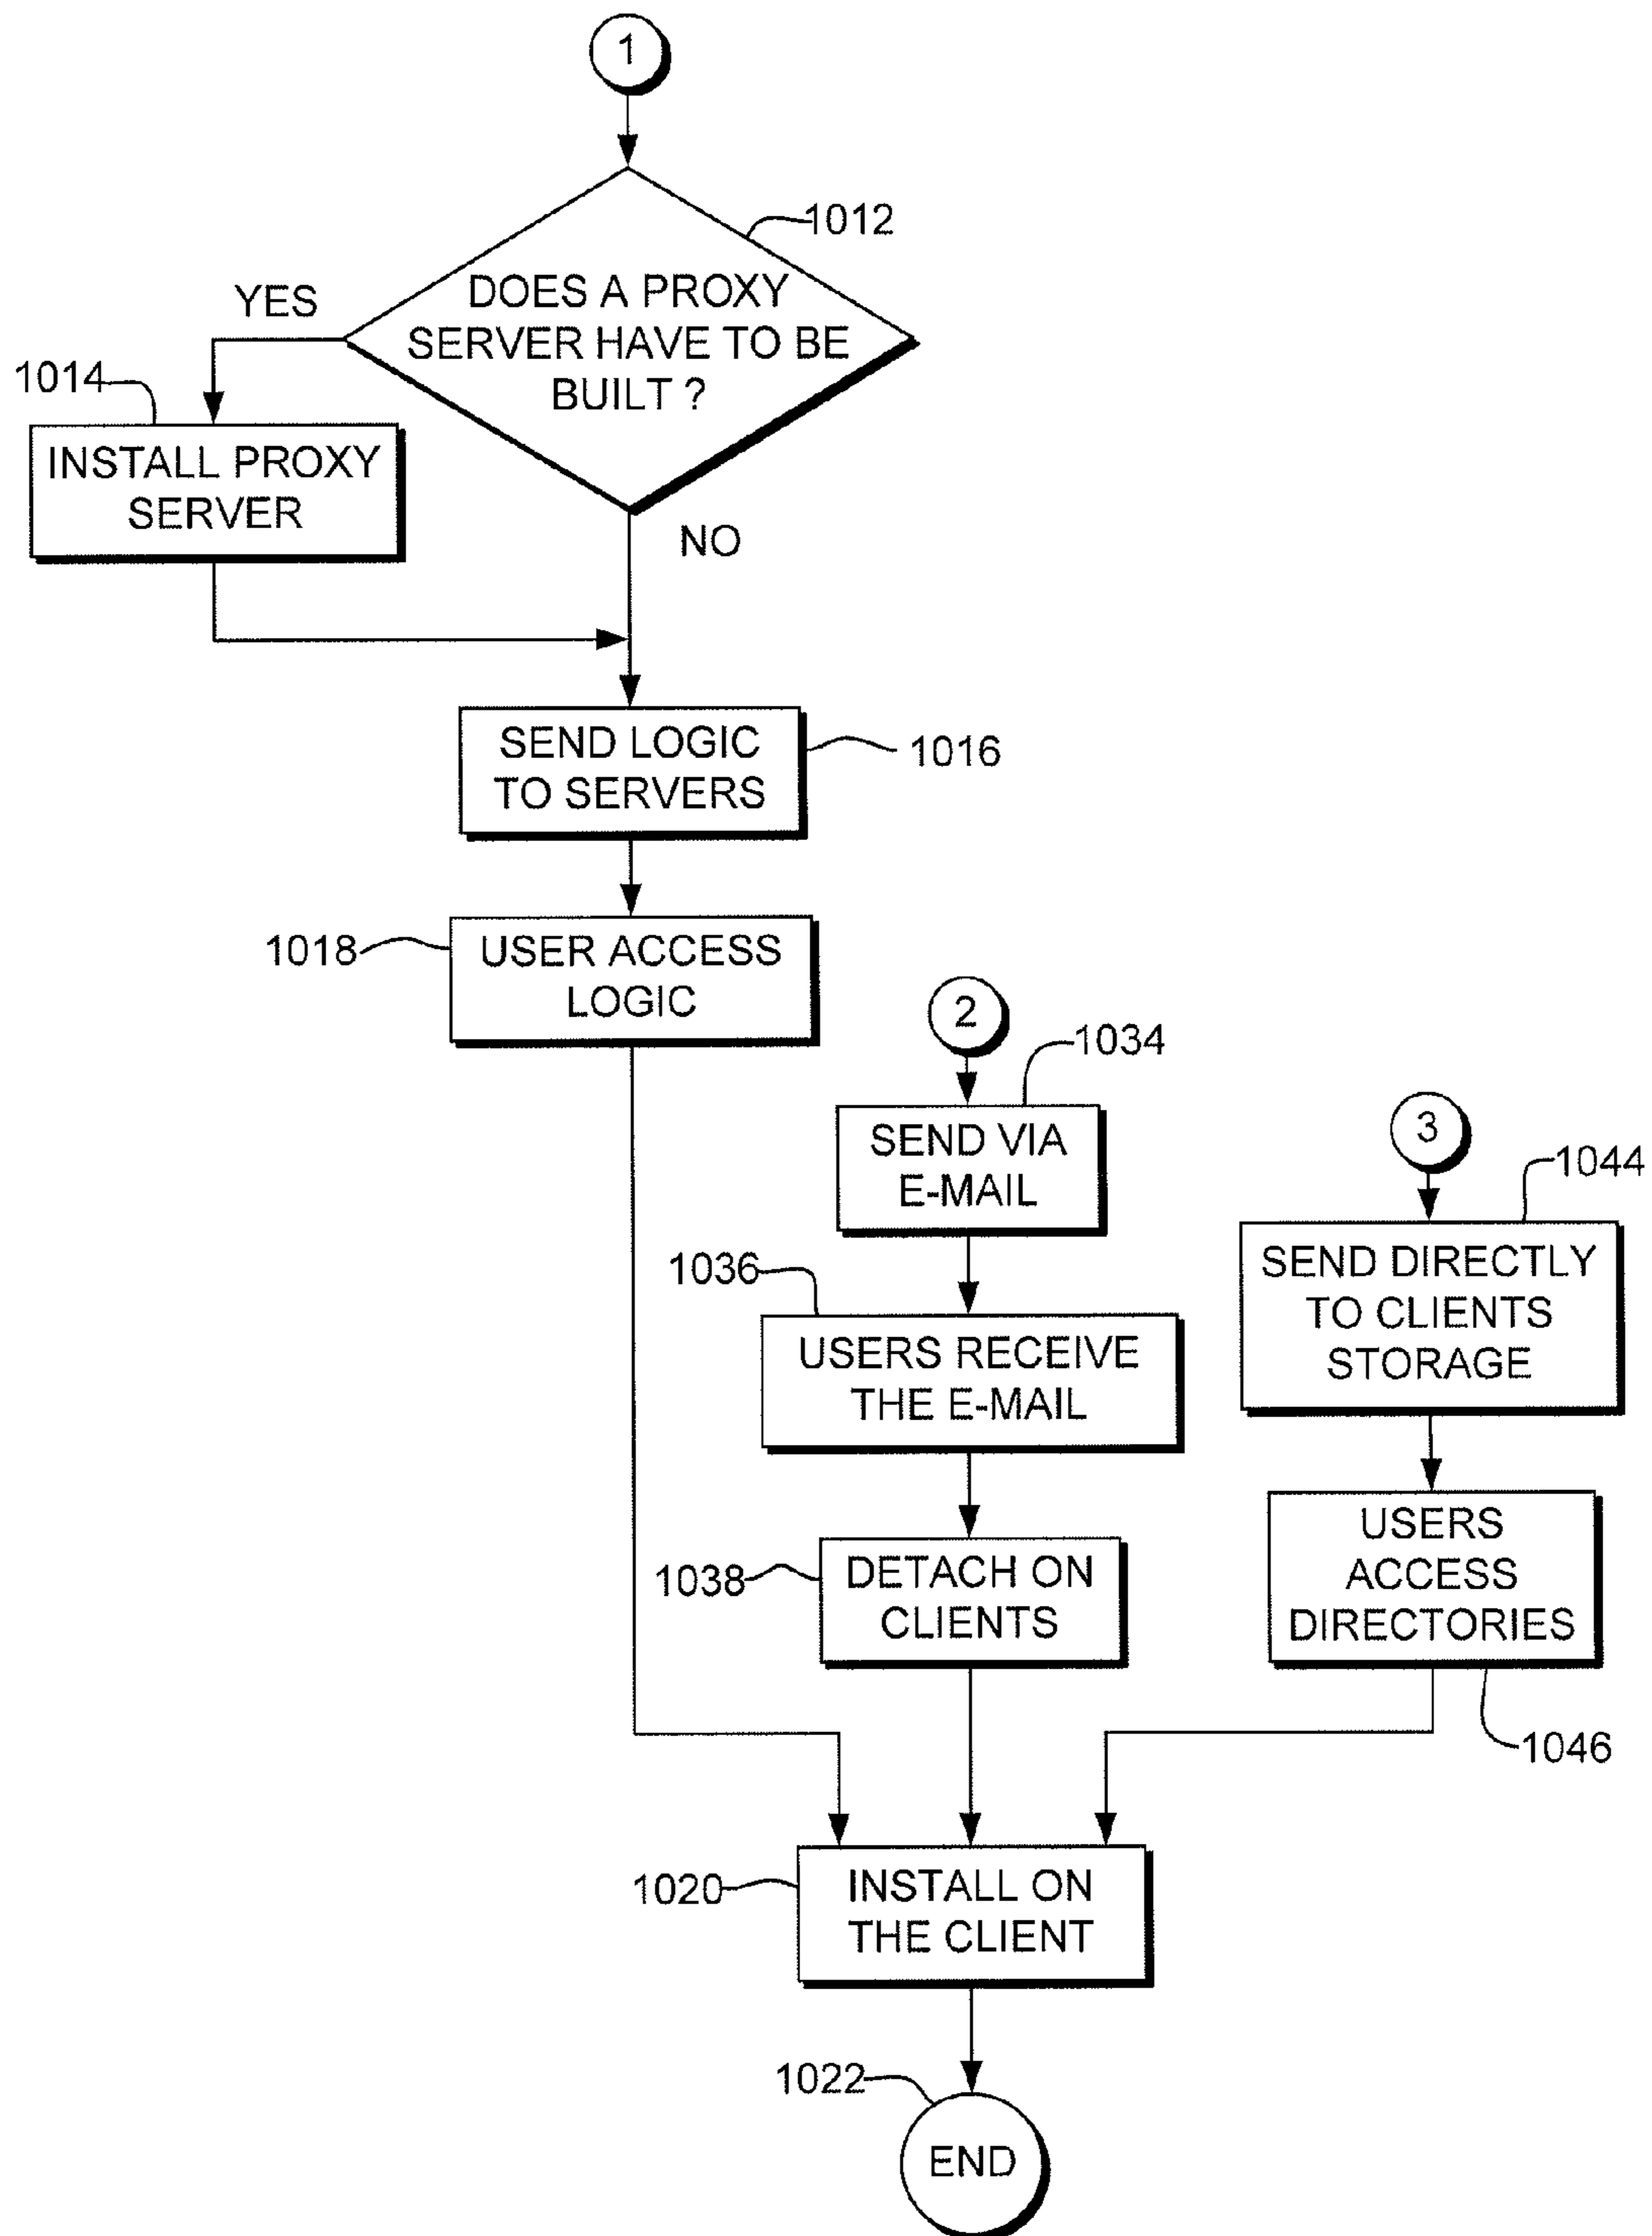 1
1012
YES
DOES A PROXY
SERVER HAVE TO BE
BUILT ?
1014
INSTALL PROXY
SERVER
NO
SEND LOGIC
TO SERVERS
1016
1018
USER ACCESS
LOGIC
2
1034
SEND VIA
E-MAIL
3
1044
SEND DIRECTLY
TO CLIENTS
STORAGE
1036
USERS RECEIVE
THE E-MAIL
1038
DETACH ON
CLIENTS
USERS
ACCESS
DIRECTORIES
1046
1020
INSTALL ON
THE CLIENT
1022
END